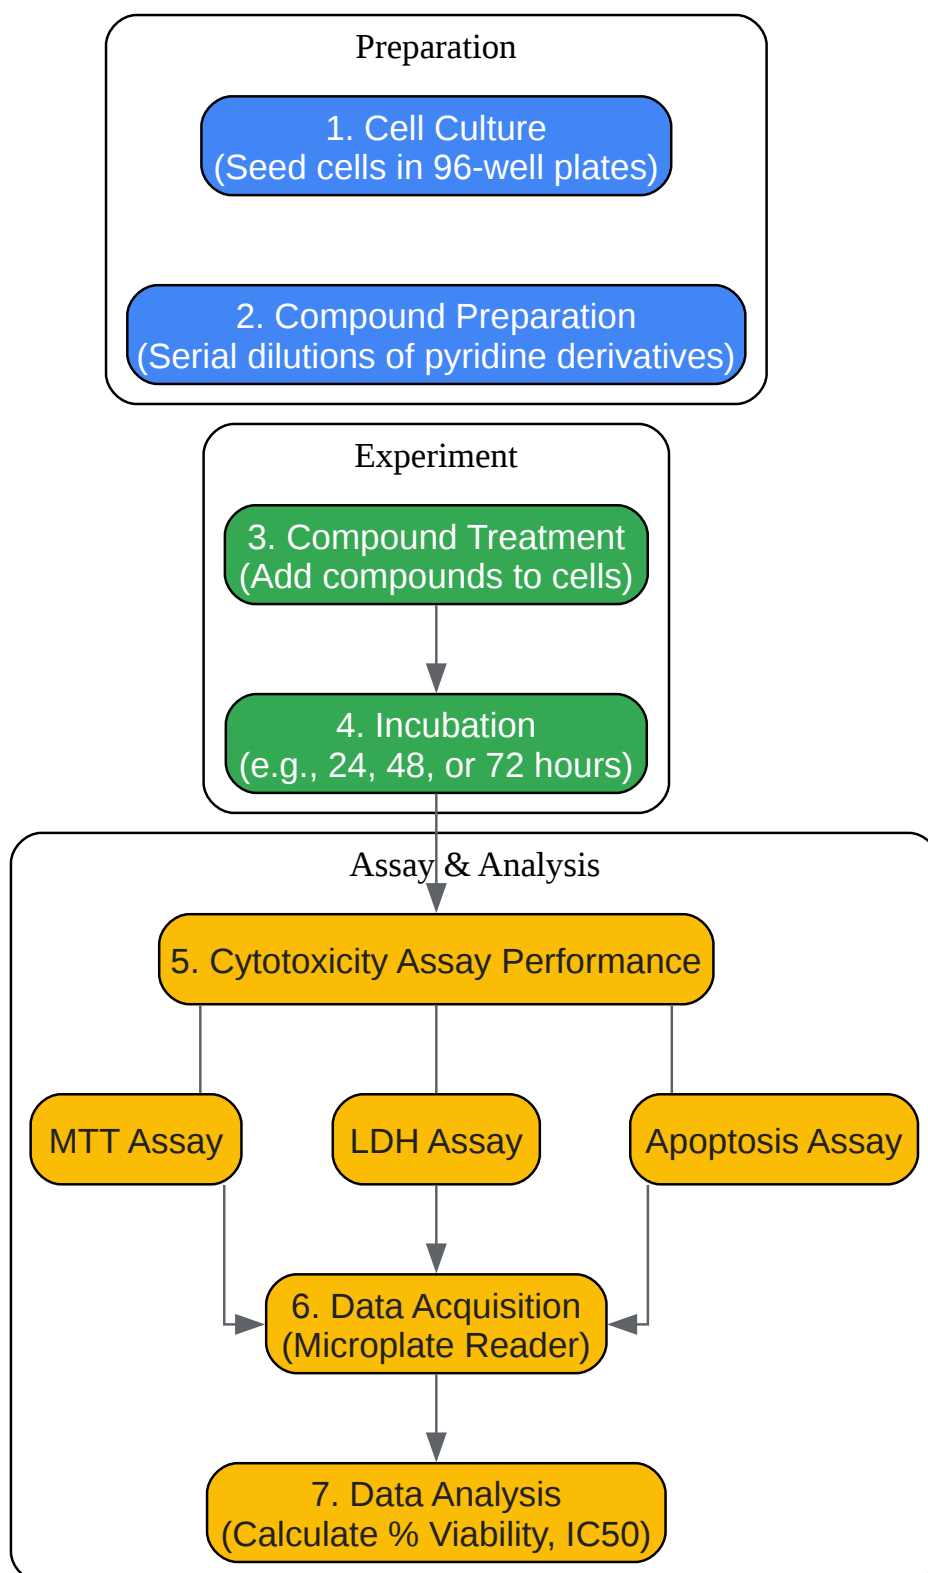 Preparation
1. Cell Culture
(Seed cells in 96-well plates)
2. Compound Preparation
(Serial dilutions of pyridine derivatives)
Experiment
3. Compound Treatment
(Add compounds to cells)
4. Incubation
(e.g., 24, 48, or 72 hours)
Assay & Analysis
5. Cytotoxicity Assay Performance
MTT Assay
LDH Assay
Apoptosis Assay
6. Data Acquisition
(Microplate Reader)
7. Data Analysis
(Calculate % Viability, IC50)